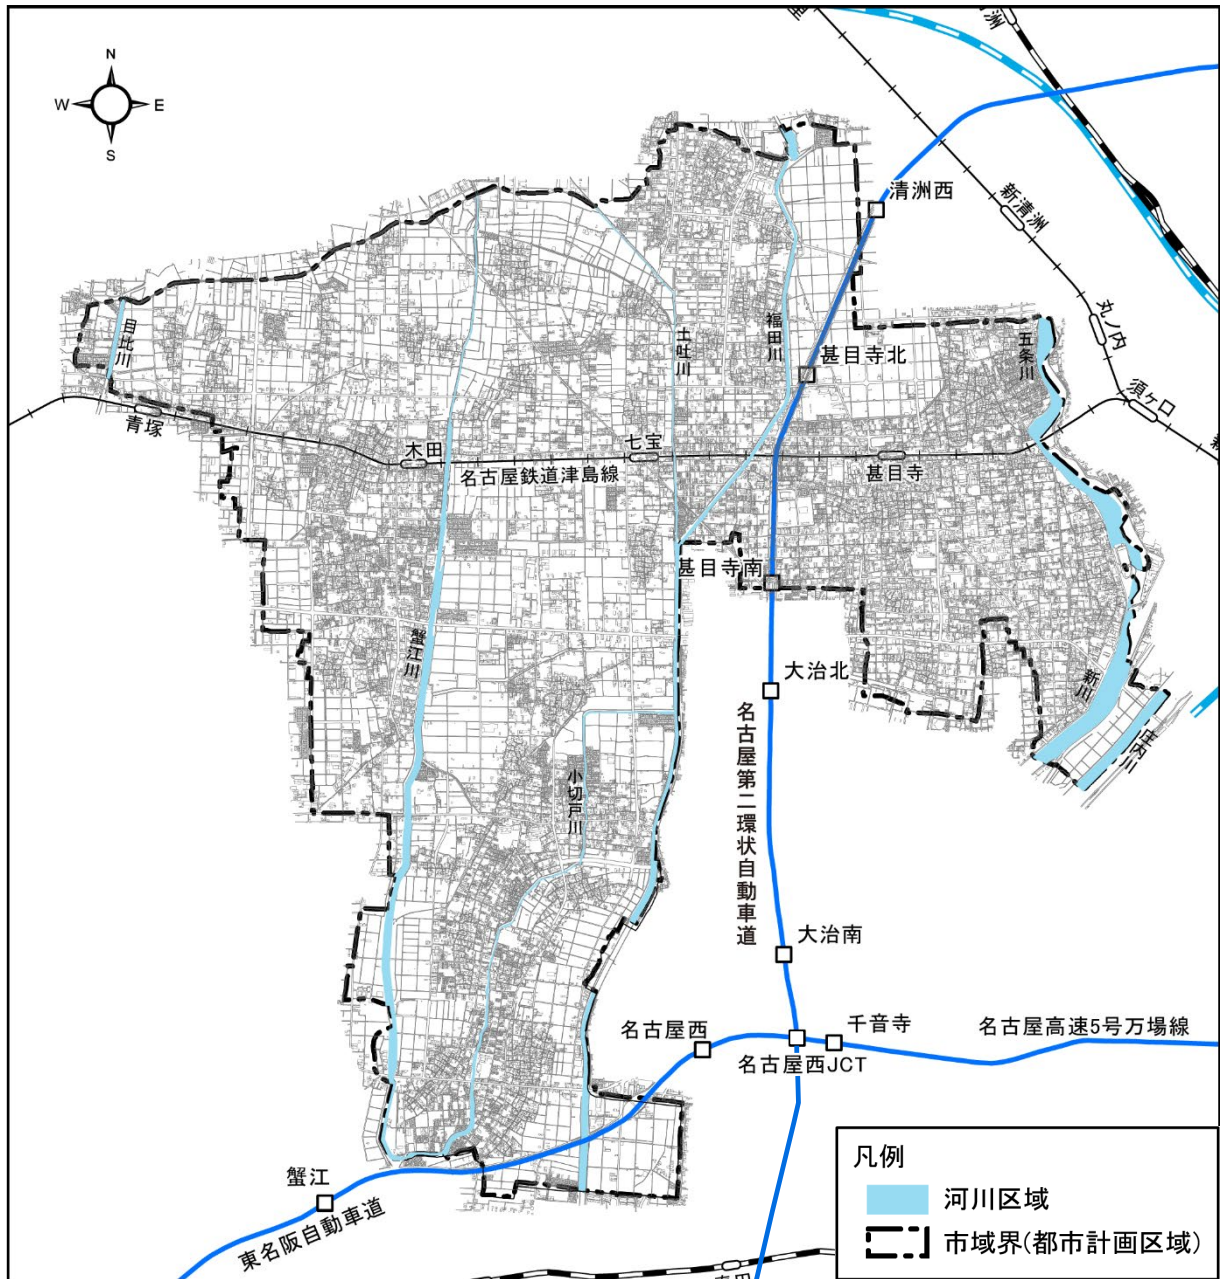 N
W
E
S
清洲西
新清洲
丸ノ内
須ケ口
目比川
土吐川
福田川
五条川
甚目寺北
青塚
木田
七宝
名古屋鉄道津島線
甚目寺
甚目寺南
蟹江川
大治北
新川
庄内川
小切戸川
名古屋第二環状自動車道
大治南
名古屋西
千音寺
名古屋高速5号万場線
名古屋西JCT
蟹江
東名阪自動車道
凡例
河川区域
市域界(都市計画区域)